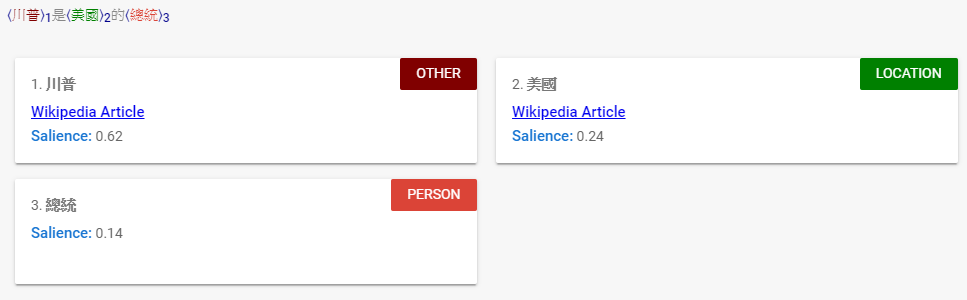 ⟨川普⟩1是⟨美國⟩2的⟨總統⟩3
OTHER
1. 川普
Wikipedia Article
Salience: 0.62
LOCATION
2. 美國
Wikipedia Article
Salience: 0.24
PERSON
3. 總統
Salience: 0.14